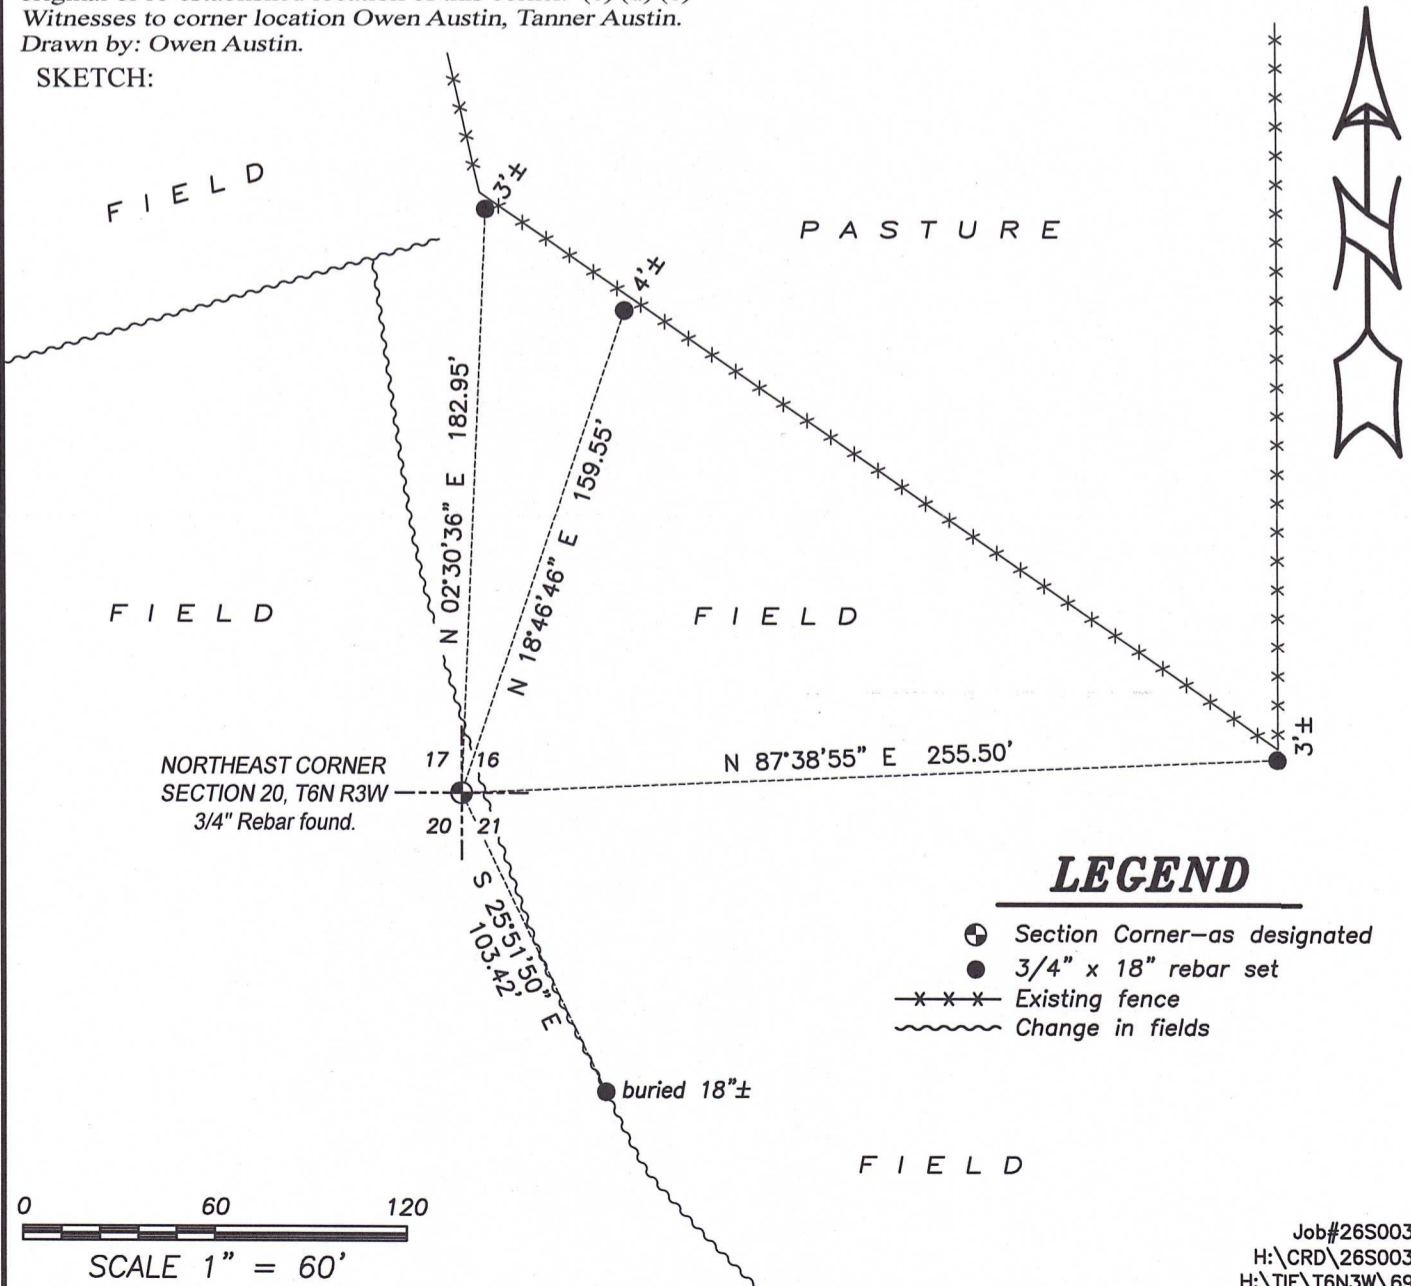 Witnesses to corner location Owen Austin, Tanner Austin.
Drawn by: Owen Austin.
SKETCH:
FIELD
3'±
PASTURE
4'±
N 02°30'36" E 182.95'
N 18°46'46" E 159.55'
FIELD
FIELD
N 87°38'55" E 255.50'
3'±
17 16
NORTHEAST CORNER
SECTION 20, T6N R3W
3/4" Rebar found.
20 21
S 25°51'50" E
103.42'
LEGEND
Section Corner-as designated
3/4" x 18" rebar set
Existing fence
Change in fields
buried 18"±
FIELD
0 60 120
SCALE 1" = 60'
Job#26S003
H:\CRD\26S003
H:\TIF\T6N3W\69
N